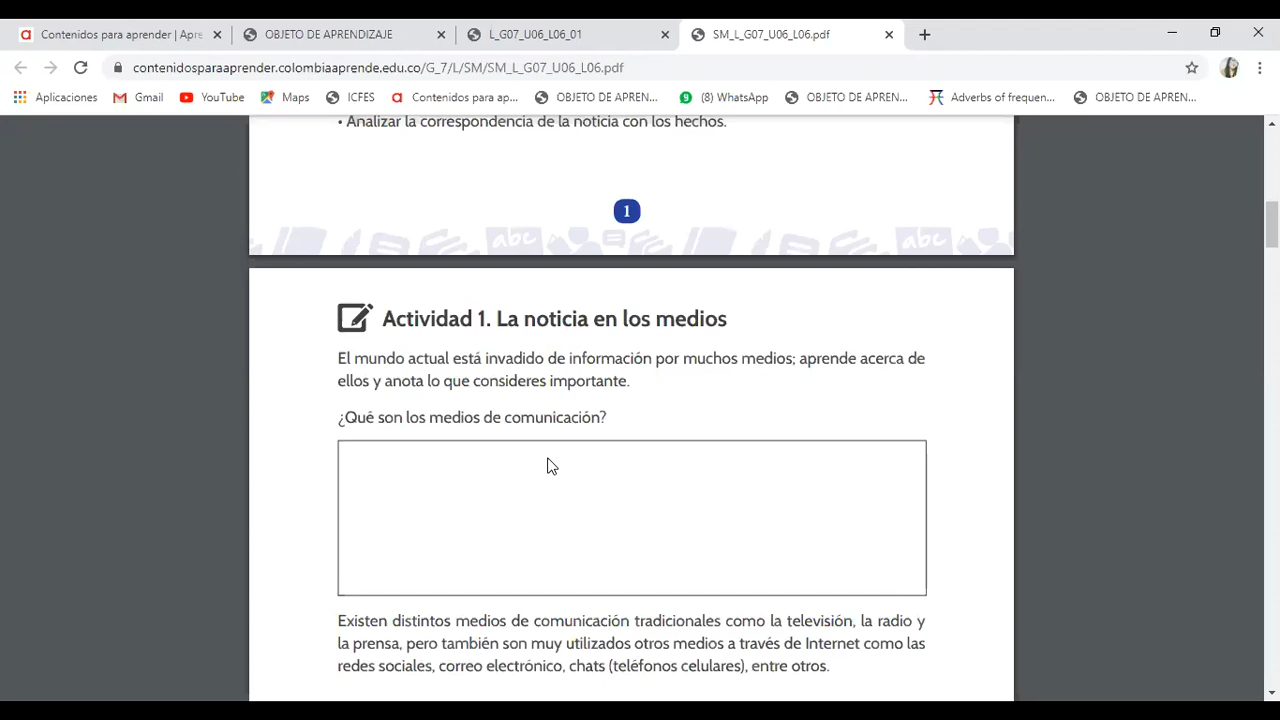 Contenidos para aprender | Apre
OBJETO DE APRENDIZAJE
L_G07_U06_L06_01
SM_L_G07_U06_L06.pdf
contenidosparaaprender.colombiaaprende.edu.co/G_7/L/SM/SM_L_G07_U06_L06.pdf
Aplicaciones
Gmail
YouTube
Maps
ICFES
Contenidos para ap...
OBJETO DE APREN...
(8) WhatsApp
OBJETO DE APREN...
Adverbs of frequen...
OBJETO DE APREN...
• Analizar la correspondencia de la noticia con los hechos.
1
abc
abc
Actividad 1. La noticia en los medios
El mundo actual está invadido de información por muchos medios; aprende acerca de
ellos y anota lo que consideres importante.
¿Qué son los medios de comunicación?
Existen distintos medios de comunicación tradicionales como la televisión, la radio y
la prensa, pero también son muy utilizados otros medios a través de Internet como las
redes sociales, correo electrónico, chats (teléfonos celulares), entre otros.